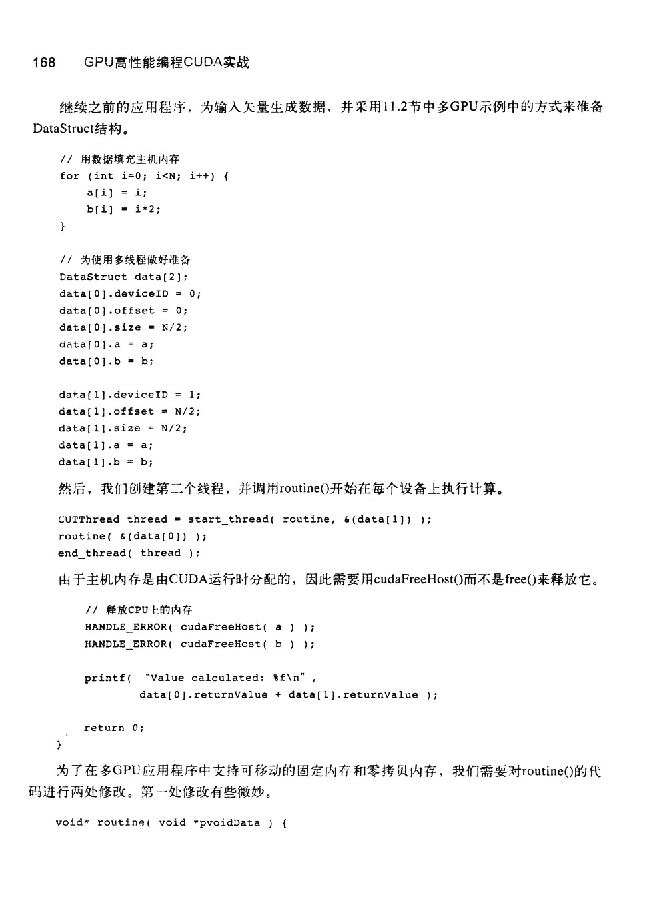 168 GPU高性能编程CUDA实战
继续之前的应用程序，为输入矢量生成数据，并采用11.2节中多GPU示例中的方式来准备
DataStruct结构。
// 用数据填充主机内存
for (int i=0; i<N; i++) {
a[i] = i;
b[i] = i*2;
}
// 为使用多线程做好准备
DataStruct data[2];
data[0].deviceID = 0;
data[0].offset = 0;
data[0].size = N/2;
data[0].a = a;
data[0].b = b;
data[1].deviceID = 1;
data[1].offset = N/2;
data[1].size = N/2;
data[1].a = a;
data[1].b = b;
然后，我们创建第二个线程，并调用routine()开始在每个设备上执行计算。
CUTThread thread = start_thread( routine, &(data[1]) );
routine( &(data[0]) );
end_thread( thread );
由于主机内存是由CUDA运行时分配的，因此需要用cudaFreeHost()而不是free()来释放它。
// 释放CPU上的内存
HANDLE_ERROR( cudaFreeHost( a ) );
HANDLE_ERROR( cudaFreeHost( b ) );
printf( "Value calculated: %f\n",
data[0].returnValue + data[1].returnValue );
return 0;
}
为了在多GPU应用程序中支持可移动的固定内存和零拷贝内存，我们需要对routine()的代
码进行两处修改。第一处修改有些微妙。
void* routine( void *pvoidData ) {